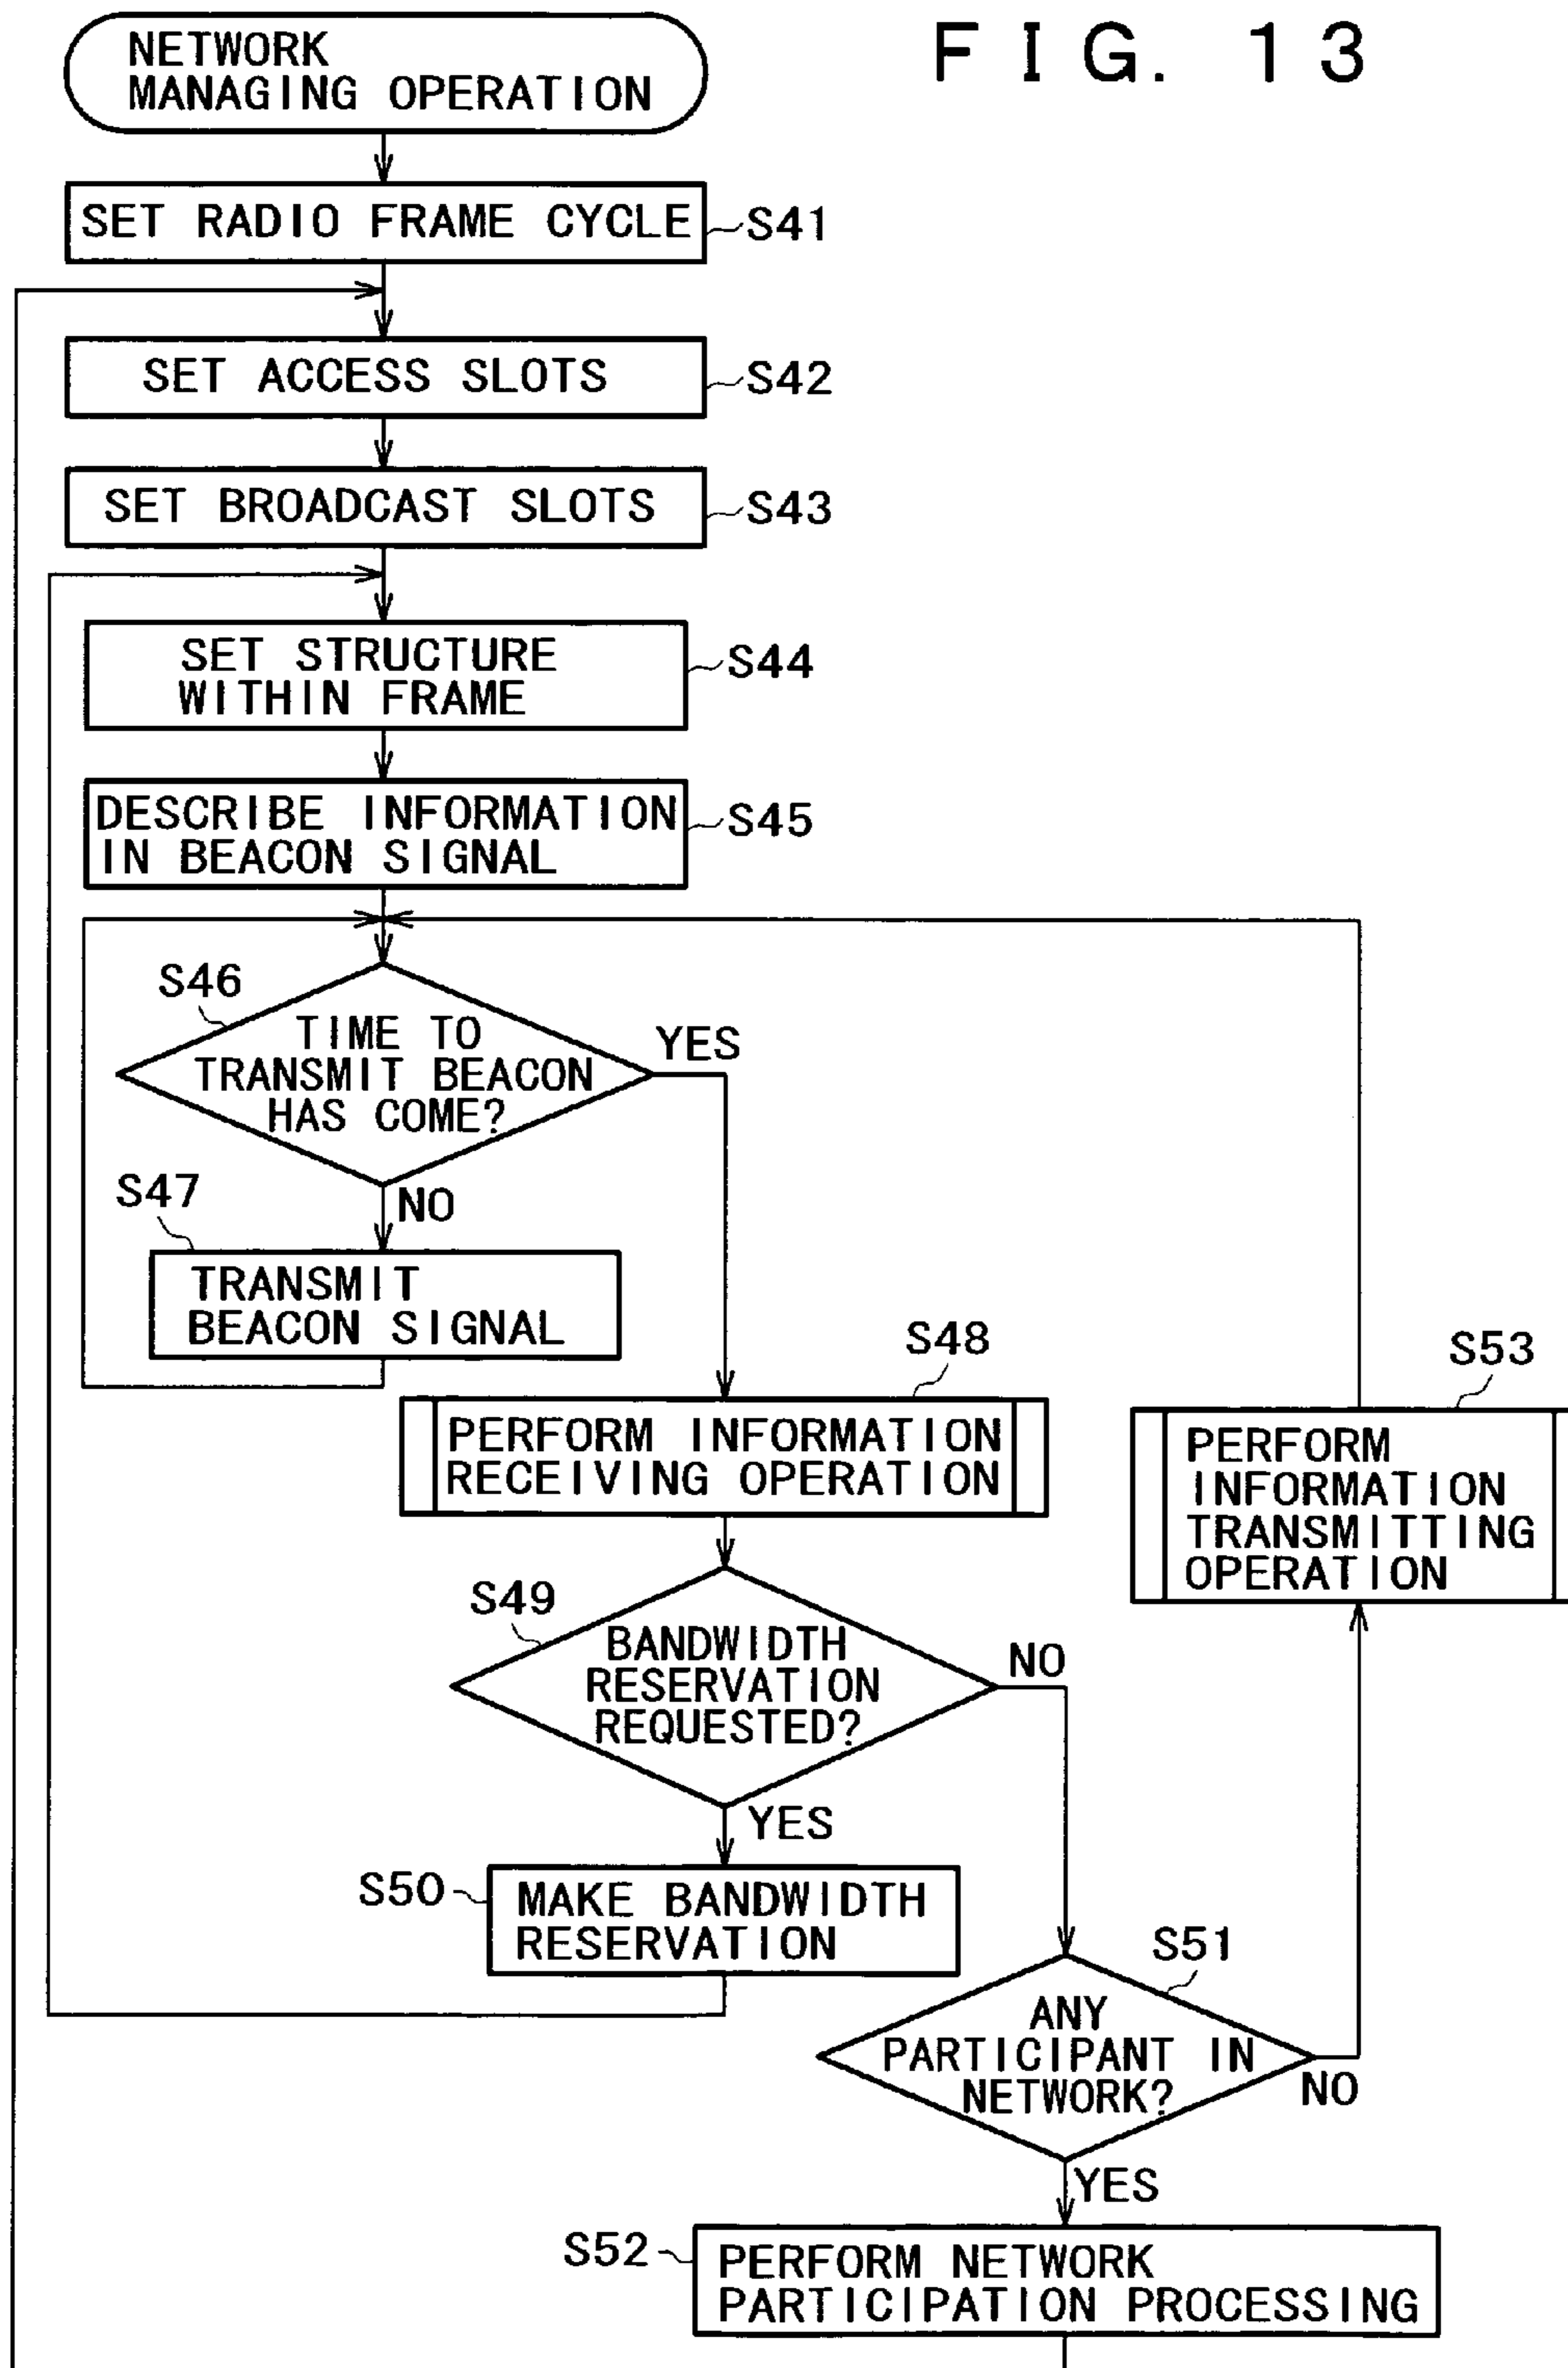 FIG. 13
NETWORK
MANAGING OPERATION
SET RADIO FRAME CYCLE
S41
SET ACCESS SLOTS
S42
SET BROADCAST SLOTS
S43
SET STRUCTURE
WITHIN FRAME
S44
DESCRIBE INFORMATION
IN BEACON SIGNAL
S45
S46
TIME TO
TRANSMIT BEACON
HAS COME?
YES
NO
S47
TRANSMIT
BEACON SIGNAL
S48
PERFORM INFORMATION
RECEIVING OPERATION
S53
PERFORM
INFORMATION
TRANSMITTING
OPERATION
S49
BANDWIDTH
RESERVATION
REQUESTED?
NO
YES
S50
MAKE BANDWIDTH
RESERVATION
S51
ANY
PARTICIPANT IN
NETWORK?
NO
YES
S52
PERFORM NETWORK
PARTICIPATION PROCESSING